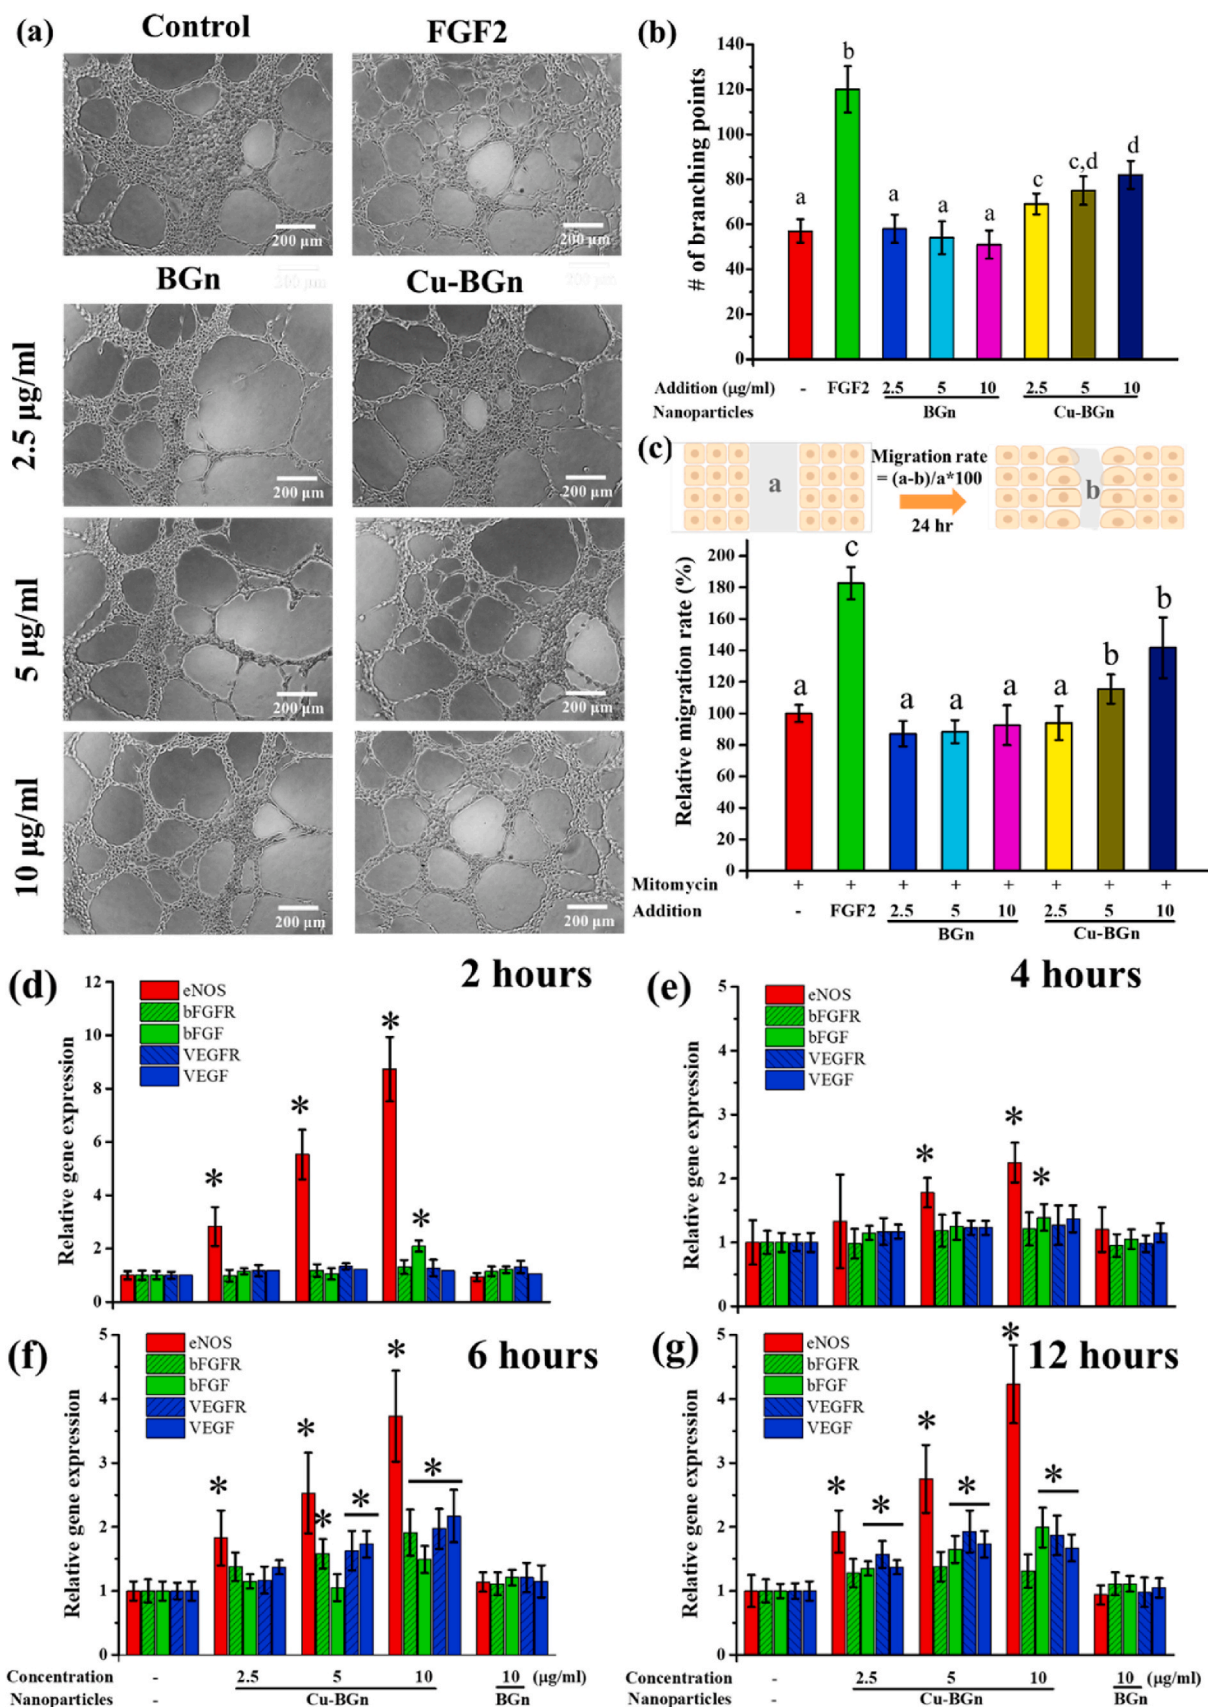 (a)
Control
FGF2
200 µm
200 µm
BGn
Cu-BGn
2.5 µg/ml
200 µm
200 µm
5 µg/ml
200 µm
200 µm
10 µg/ml
200 µm
200 µm
(b)
# of branching points
140
120
100
80
60
40
20
0
a
b
a
a
a
c
c,d
d
Addition (µg/ml)
- FGF2 2.5 5 10 2.5 5 10
Nanoparticles
BGn
Cu-BGn
(c)
a
Migration rate
= (a-b)/a*100
24 hr
b
Relative migration rate (%)
200
180
160
140
120
100
80
60
40
20
0
a
c
a
a
a
a
b
b
Mitomycin + + + + + + + +
Addition - FGF2 2.5 5 10 2.5 5 10
BGn
Cu-BGn
(d)
2 hours
Relative gene expression
12
10
8
6
4
2
0
eNOS
bFGFR
bFGF
VEGFR
VEGF
* * * *
(e)
4 hours
Relative gene expression
5
4
3
2
1
0
eNOS
bFGFR
bFGF
VEGFR
VEGF
* * *
(f)
6 hours
Relative gene expression
5
4
3
2
1
0
eNOS
bFGFR
bFGF
VEGFR
VEGF
* * * * * *
Concentration - 2.5 5 10 10 (µg/ml)
Nanoparticles - Cu-BGn BGn
(g)
12 hours
Relative gene expression
5
4
3
2
1
0
eNOS
bFGFR
bFGF
VEGFR
VEGF
* * * * * *
Concentration - 2.5 5 10 10 (µg/ml)
Nanoparticles - Cu-BGn BGn